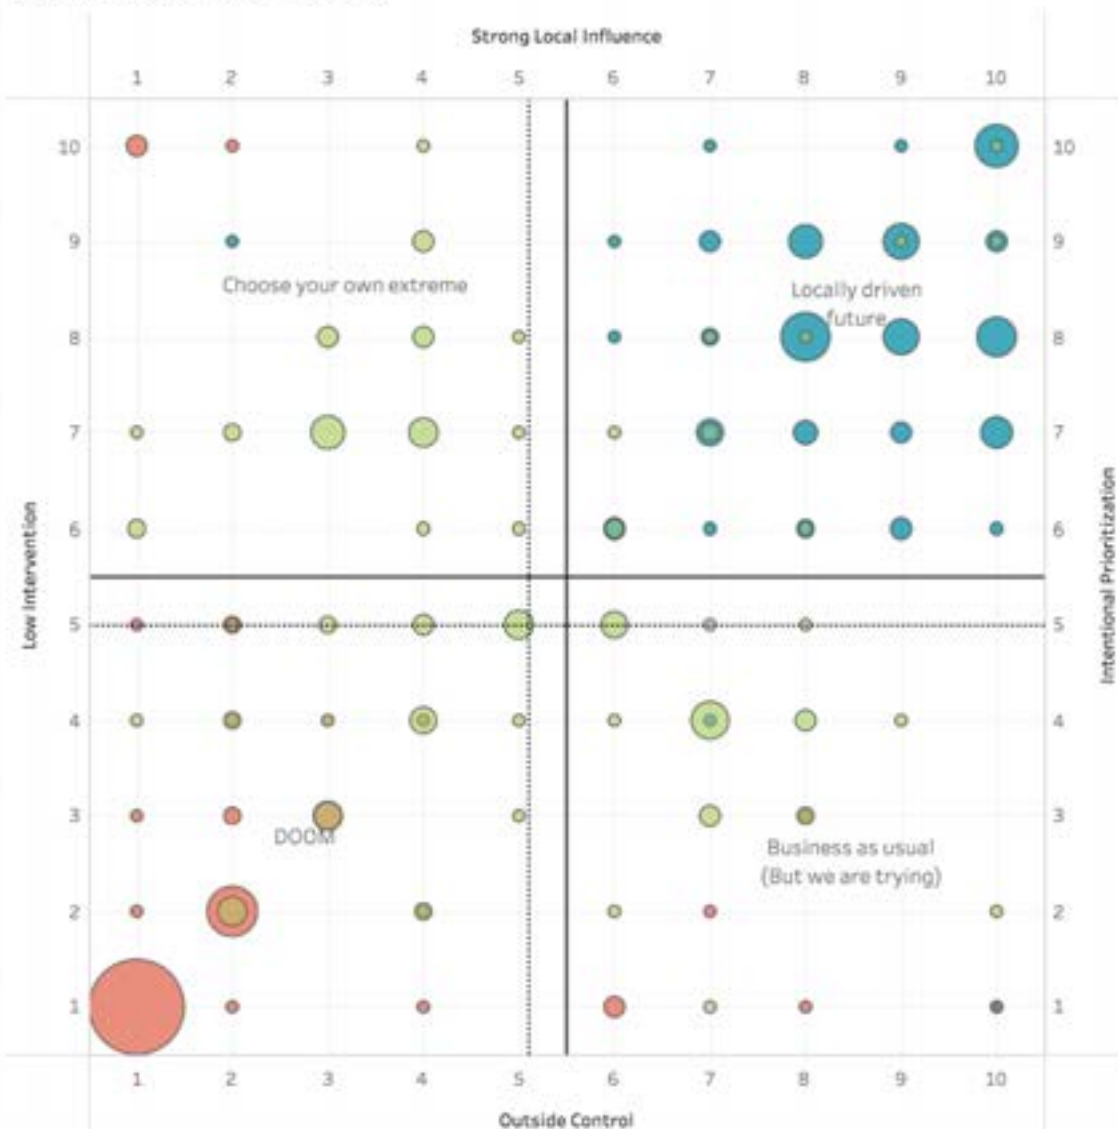 Strong Local Influence
1 2 3 4 5 6 7 8 9 10
10 10
9 9
Choose your own extreme
Locally driven
future
8 8
7 7
6 6
Low Intervention
Intentional Prioritization
5 5
4 4
3 3
DOOM
Business as usual
(But we are trying)
2 2
1 1
1 2 3 4 5 6 7 8 9 10
Outside Control